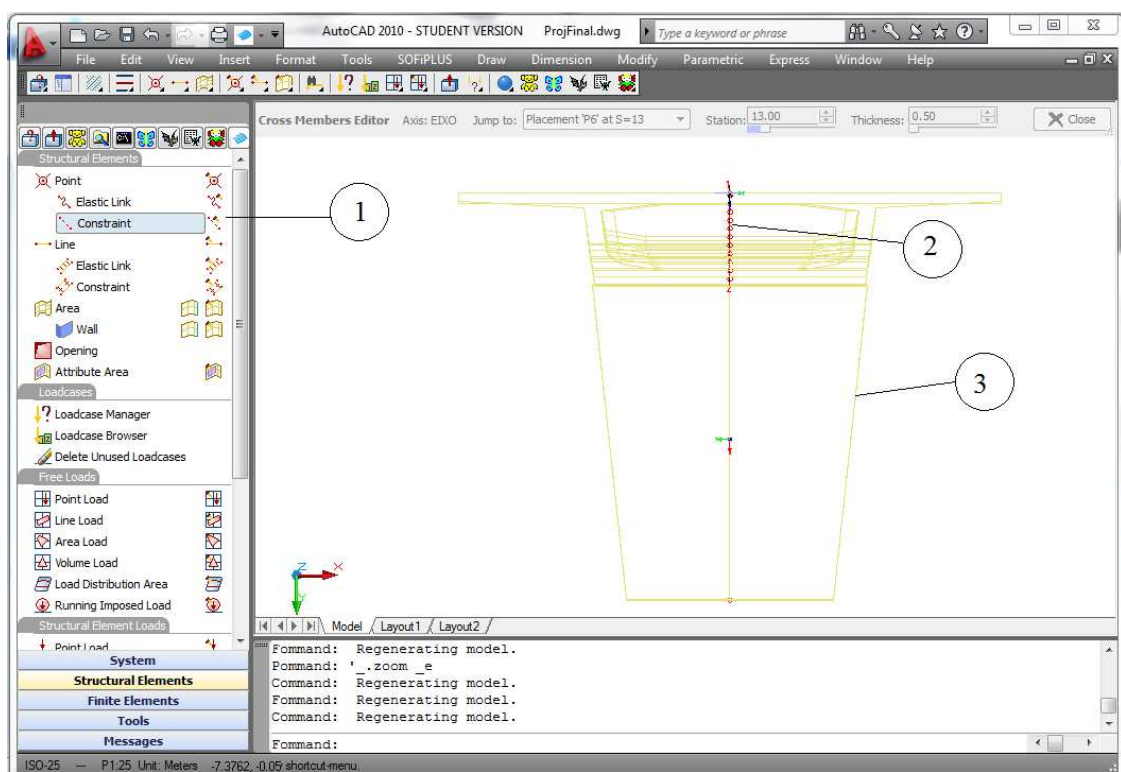 AutoCAD 2010 - STUDENT VERSION ProjFinal.dwg Type a keyword or phrase
File Edit View Insert Format Tools SOFiPLUS Draw Dimension Modify Parametric Express Window Help
Cross Members Editor Axis: EIXO Jump to: Placement 'P6' at S=13 Station: 13.00 Thickness: 0.50 Close
Structural Elements
Point
Elastic Link
Constraint
Line
Elastic Link
Constraint
Area
Wall
Opening
Attribute Area
Loadcases
Loadcase Manager
Loadcase Browser
Delete Unused Loadcases
Free Loads
Point Load
Line Load
Area Load
Volume Load
Load Distribution Area
Running Imposed Load
Structural Element Loads
Point Load
System
Structural Elements
Finite Elements
Tools
Messages
1
2
3
Z X
Y
Model Layout1 Layout2
Fommand: Regenerating model.
Pommand: '_.zoom _e
Command: Regenerating model.
Fommand: Regenerating model.
Command: Regenerating model.
Fommand:
ISO-25 — P1:25 Unit: Meters -7.3762, -0.05 shortcut-menu.